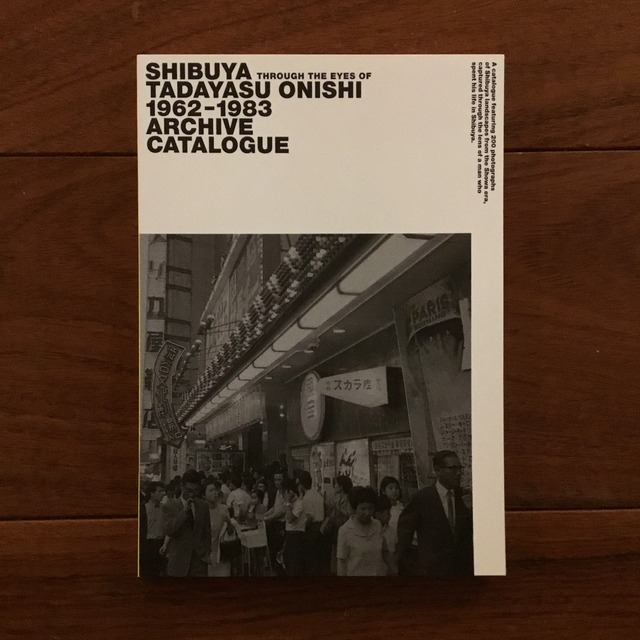 SHIBUYA THROUGH THE EYES OF
TADAYASU ONISHI
1962–1983
ARCHIVE
CATALOGUE
A catalogue featuring 200 photographs
of Shibuya landscapes from the Showa era,
captured through the lens of a man who
spent his life in Shibuya.
PARIS
スカラ座